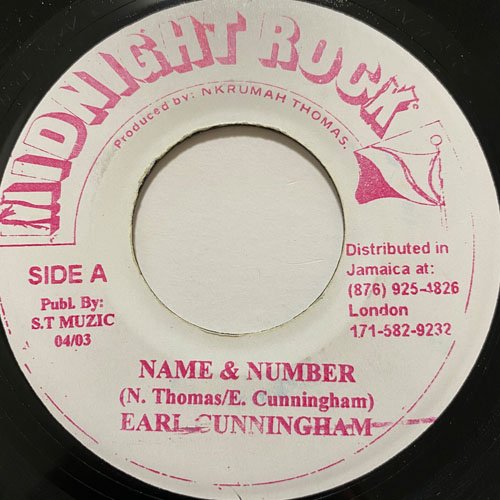 MIDNIGHT ROCK
Produced by: NKRUMAH THOMAS.
SIDE A
Publ. By:
S.T MUZIC
04/03
Distributed in
Jamaica at:
(876) 925-4826
London
171-582-9232
NAME & NUMBER
(N. Thomas/E. Cunningham)
EARL CUNNINGHAM